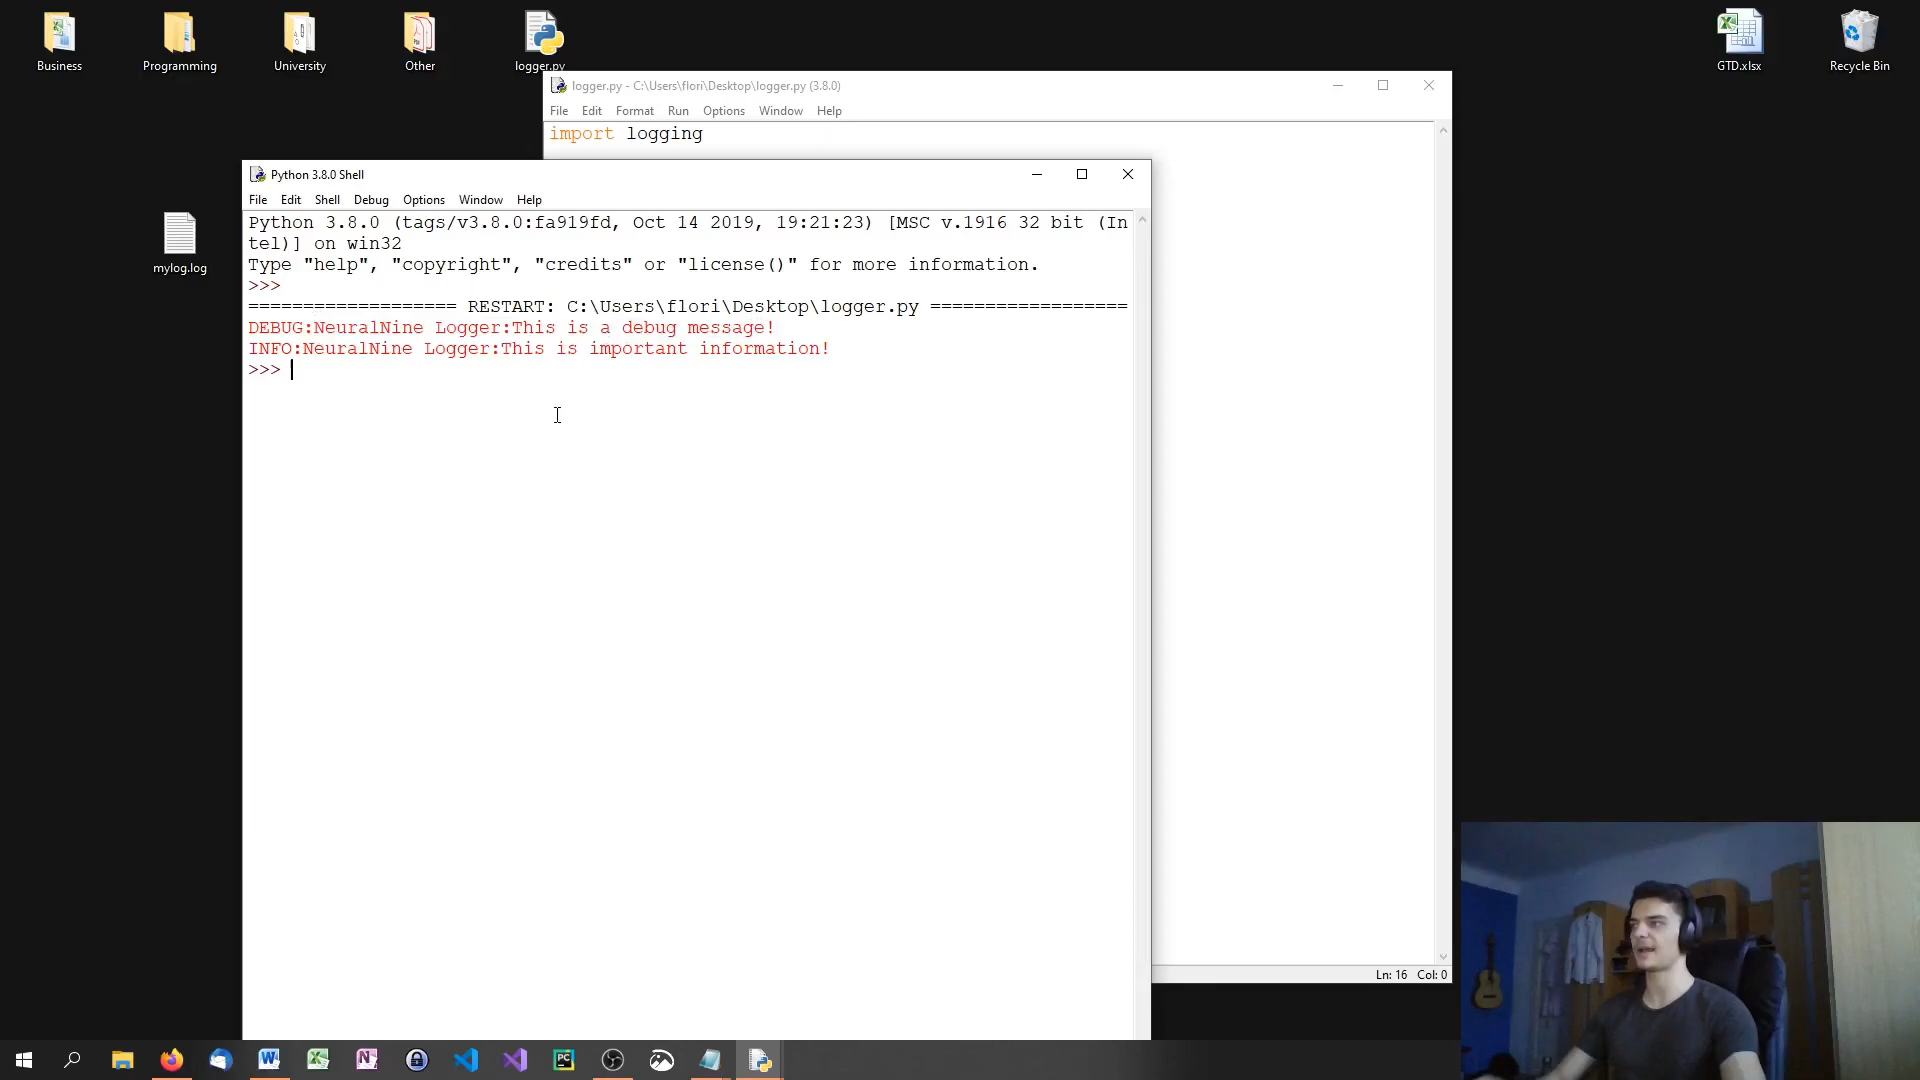 Business
Programming
University
Other
logger.py
GTD.xlsx
Recycle Bin
logger.py - C:\Users\flori\Desktop\logger.py (3.8.0)
File Edit Format Run Options Window Help
import logging
mylog.log
Python 3.8.0 Shell
File Edit Shell Debug Options Window Help
Python 3.8.0 (tags/v3.8.0:fa919fd, Oct 14 2019, 19:21:23) [MSC v.1916 32 bit (In
tel)] on win32
Type "help", "copyright", "credits" or "license()" for more information.
>>>
=================== RESTART: C:\Users\flori\Desktop\logger.py ==================
DEBUG:NeuralNine Logger:This is a debug message!
INFO:NeuralNine Logger:This is important information!
>>>
Ln: 16 Col: 0